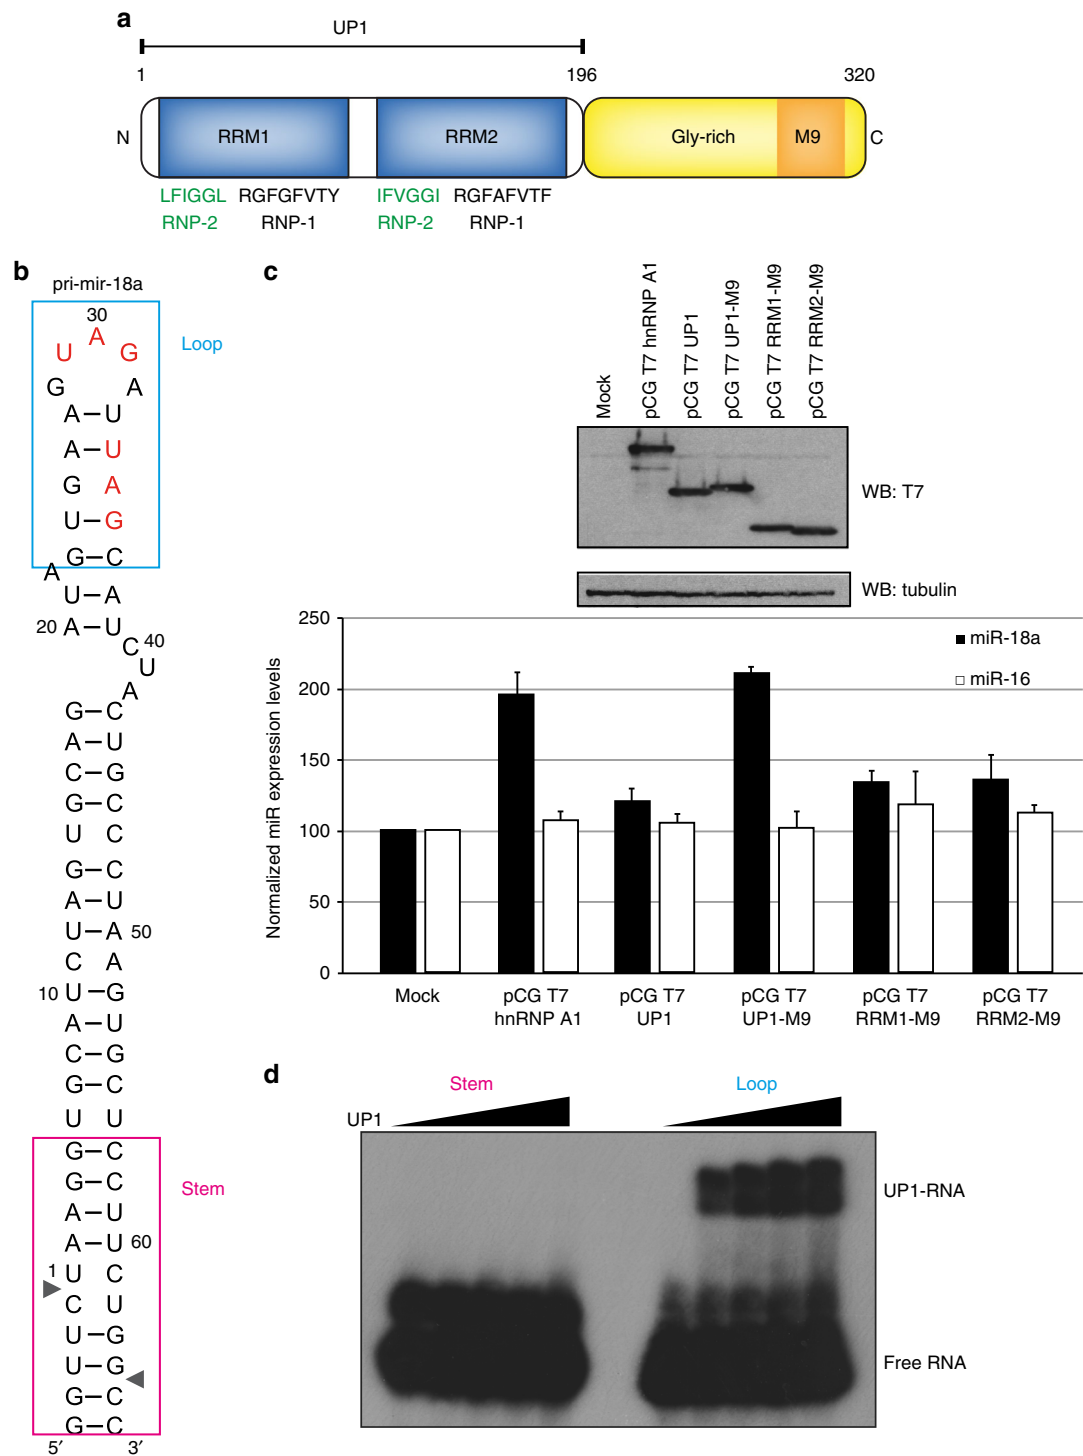 a
UP1
1 196 320
N RRM1 RRM2 Gly-rich M9 C
LFIGGL RGFGFVTY IFVGGI RGFAFVTF
RNP-2 RNP-1 RNP-2 RNP-1
b
pri-mir-18a
Loop
30
A
U G
G A
A U
A U
G A
U G
G C
A
U A
20 A U
C 40
U
A
G C
A U
C G
G C
U C
G C
A U
U A 50
C A
10 U G
A U
C G
G C
U U
G C
G C
A U
A U 60
1 U C
C U
U G
U G
G C
G C
5′ 3′
Stem
c
Mock
pCG T7 hnRNP A1
pCG T7 UP1
pCG T7 UP1-M9
pCG T7 RRM1-M9
pCG T7 RRM2-M9
WB: T7
WB: tubulin
Normalized miR expression levels
250
200
150
100
50
0
miR-18a
miR-16
Mock
pCG T7
hnRNP A1
pCG T7
UP1
pCG T7
UP1-M9
pCG T7
RRM1-M9
pCG T7
RRM2-M9
d
Stem Loop
UP1
UP1-RNA
Free RNA